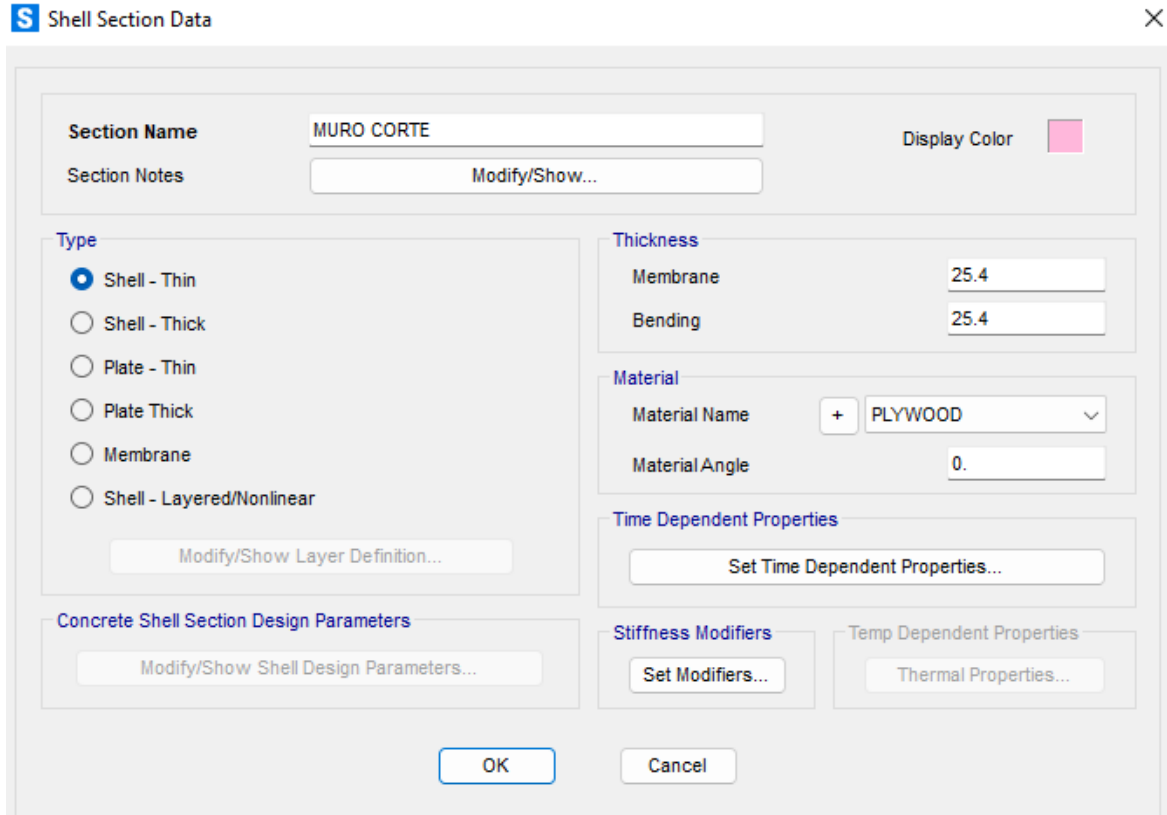 S Shell Section Data
Section Name MURO CORTE Display Color
Section Notes Modify/Show...
Type
Shell - Thin
Shell - Thick
Plate - Thin
Plate Thick
Membrane
Shell - Layered/Nonlinear
Modify/Show Layer Definition...
Concrete Shell Section Design Parameters
Modify/Show Shell Design Parameters...
Thickness
Membrane 25.4
Bending 25.4
Material
Material Name + PLYWOOD
Material Angle 0.
Time Dependent Properties
Set Time Dependent Properties...
Stiffness Modifiers
Set Modifiers...
Temp Dependent Properties
Thermal Properties...
OK Cancel